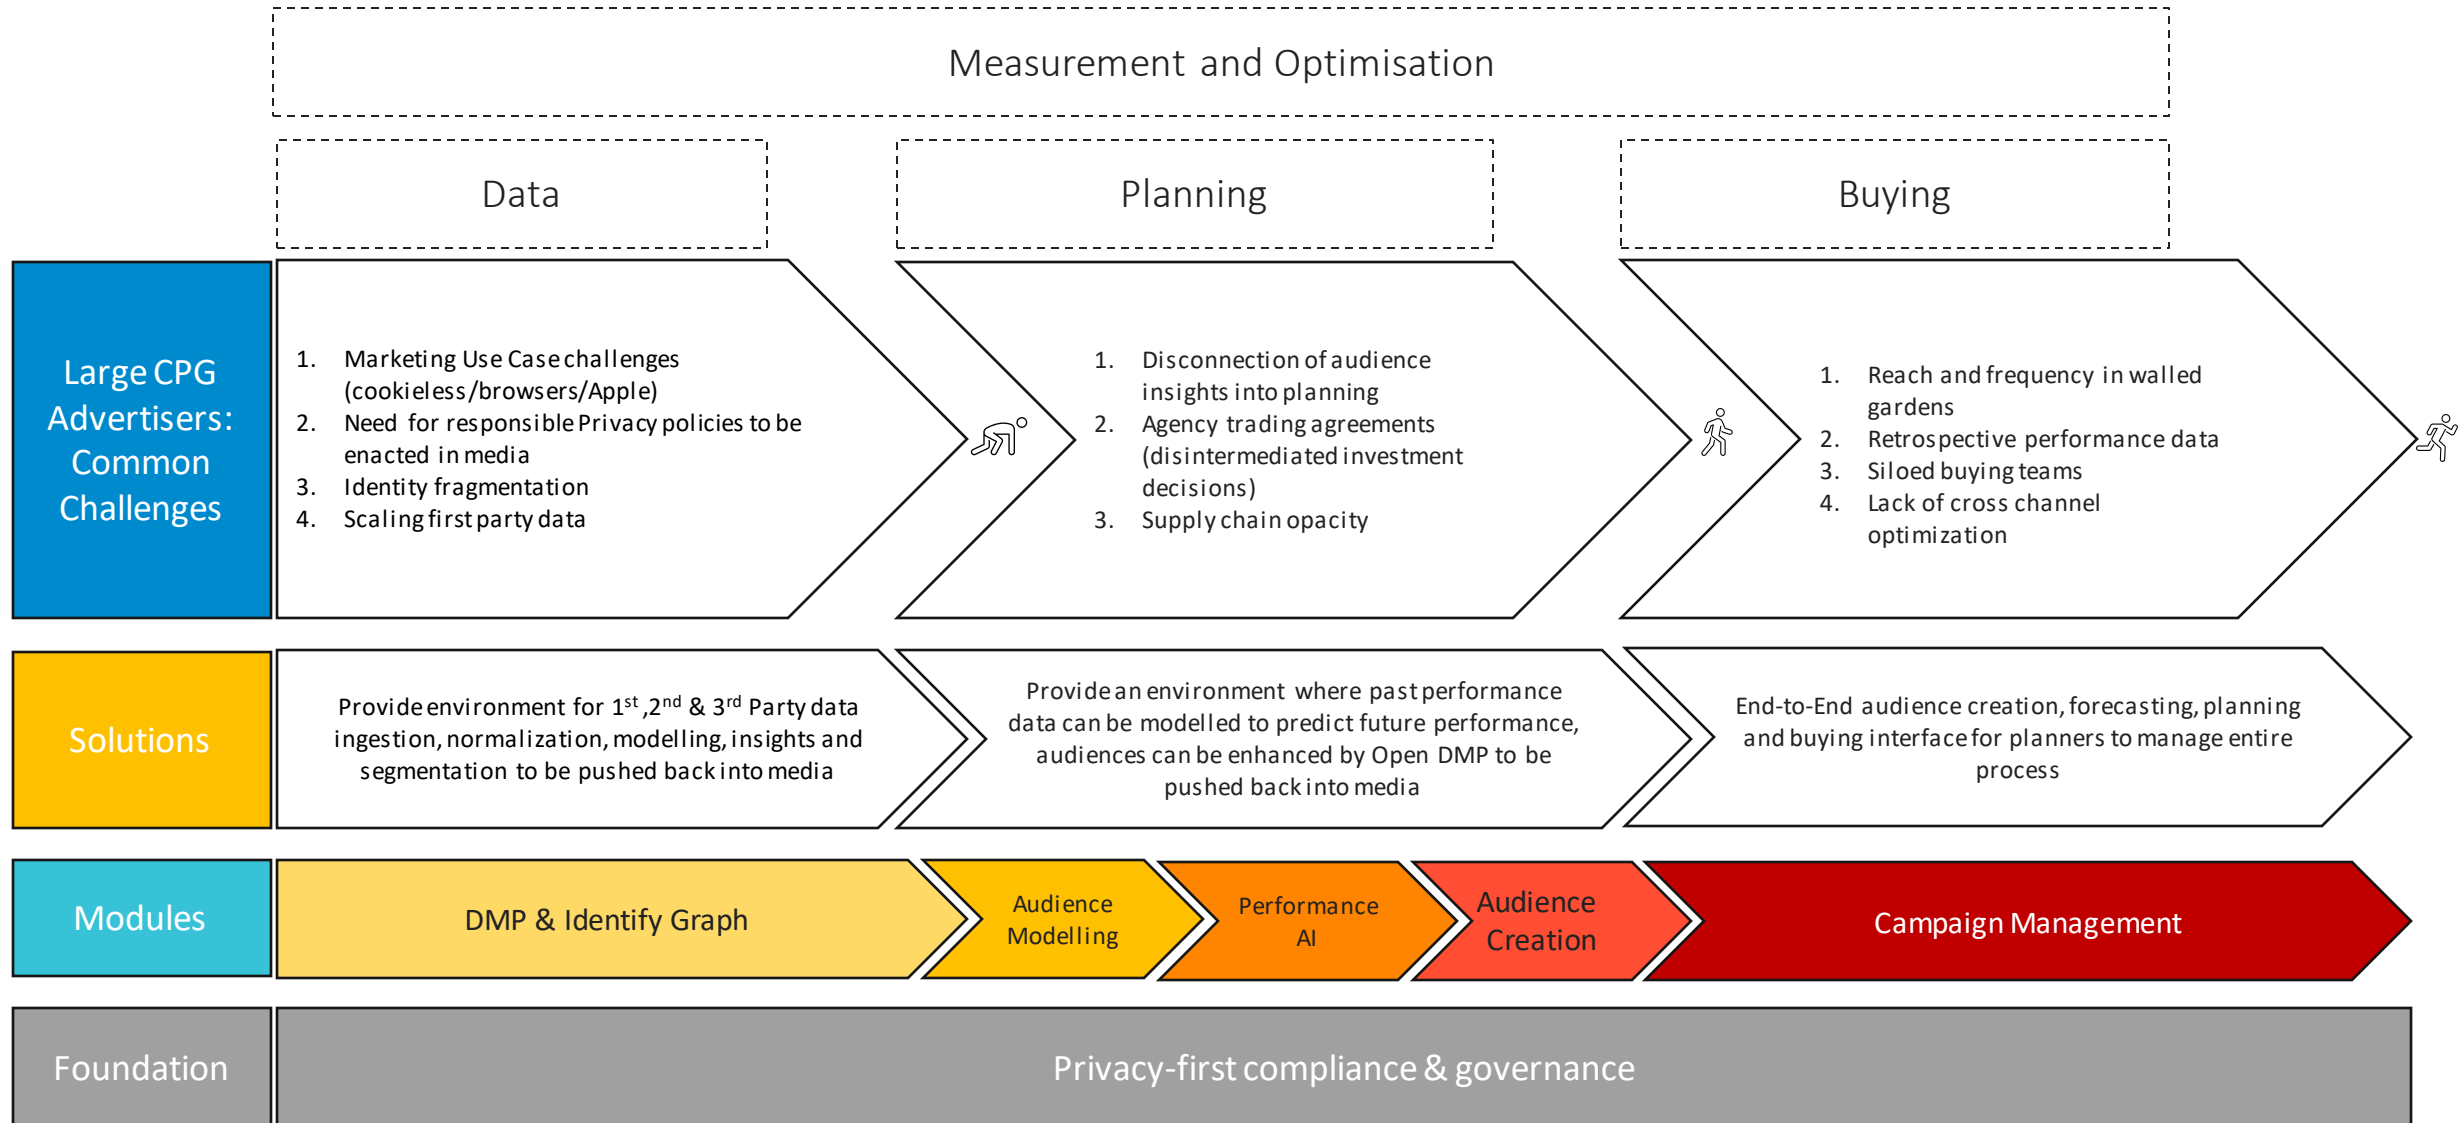 Measurement and Optimisation
Data
Planning
Buying
Large CPG
Advertisers:
Common
Challenges
1. Marketing Use Case challenges
(cookieless/browsers/Apple)
2. Need for responsible Privacy policies to be
enacted in media
3. Identity fragmentation
4. Scaling first party data
1. Disconnection of audience
insights into planning
2. Agency trading agreements
(disintermediated investment
decisions)
3. Supply chain opacity
1. Reach and frequency in walled
gardens
2. Retrospective performance data
3. Siloed buying teams
4. Lack of cross channel
optimization
Solutions
Provide environment for 1st ,2nd & 3rd Party data
ingestion, normalization, modelling, insights and
segmentation to be pushed back into media
Provide an environment where past performance
data can be modelled to predict future performance,
audiences can be enhanced by Open DMP to be
pushed back into media
End-to-End audience creation, forecasting, planning
and buying interface for planners to manage entire
process
Modules
DMP & Identify Graph
Audience
Modelling
Performance
AI
Audience
Creation
Campaign Management
Foundation
Privacy-first compliance & governance